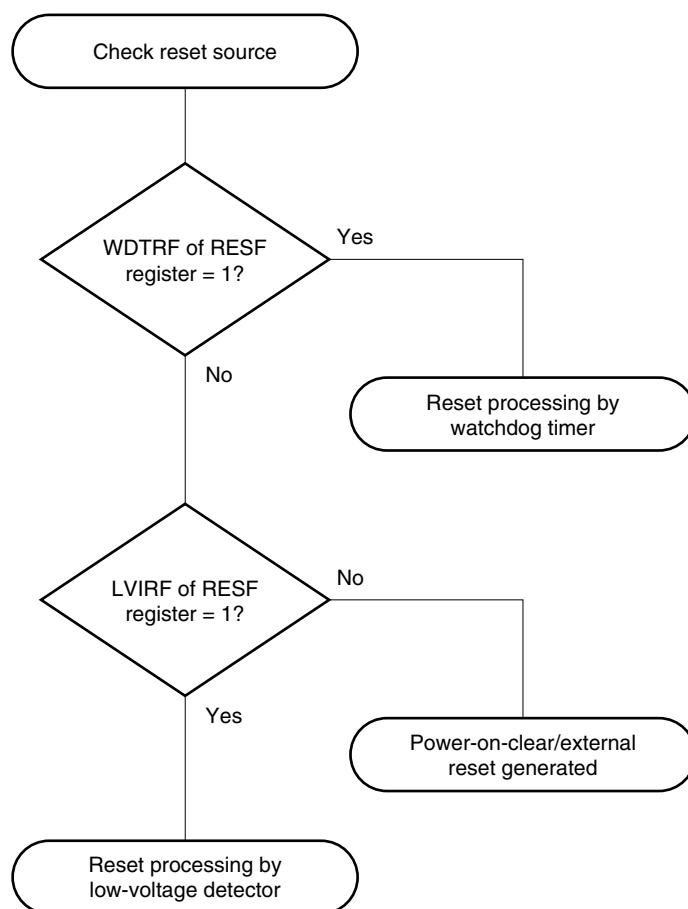 Check reset source
WDTRF of RESF
register = 1?
Yes
No
Reset processing by
watchdog timer
LVIRF of RESF
register = 1?
No
Yes
Power-on-clear/external
reset generated
Reset processing by
low-voltage detector